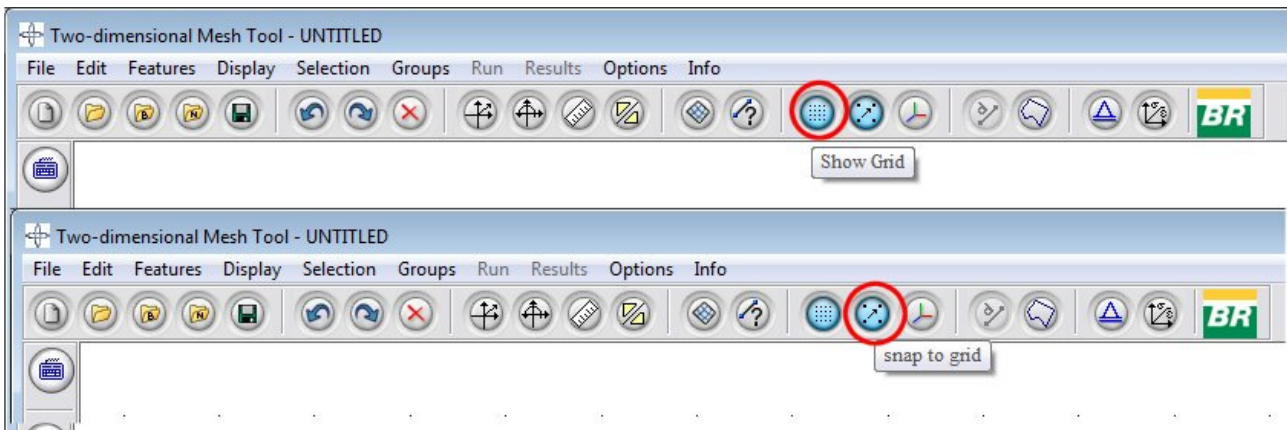 Two-dimensional Mesh Tool - UNTITLED
File Edit Features Display Selection Groups Run Results Options Info
B N BR
Show Grid
Two-dimensional Mesh Tool - UNTITLED
File Edit Features Display Selection Groups Run Results Options Info
B N BR
snap to grid